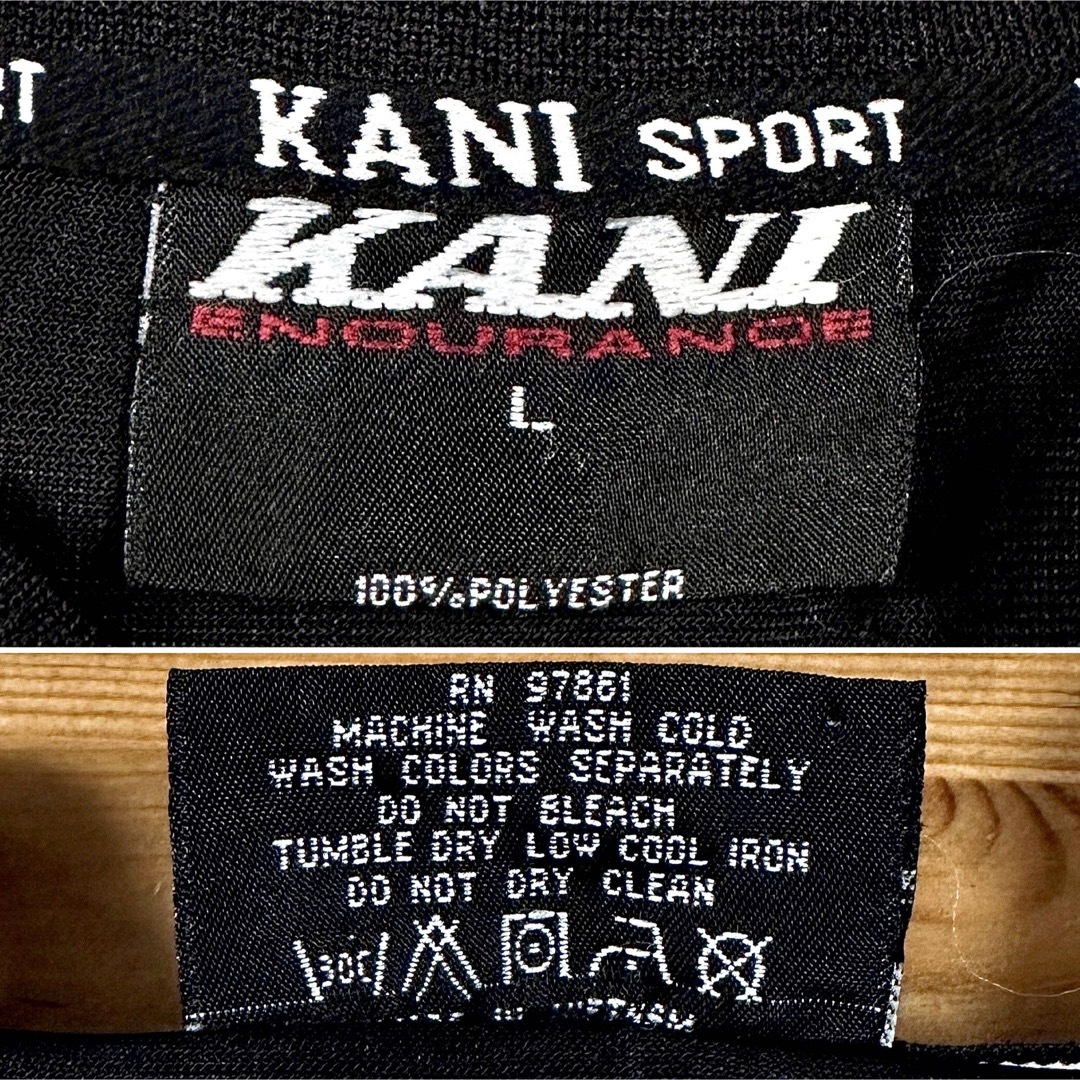 KANI SPORT
KANI
ENDURANCE
L
100%POLYESTER
RN 97861
MACHINE WASH COLD
WASH COLORS SEPARATELY
DO NOT BLEACH
TUMBLE DRY LOW COOL IRON
DO NOT DRY CLEAN
30C